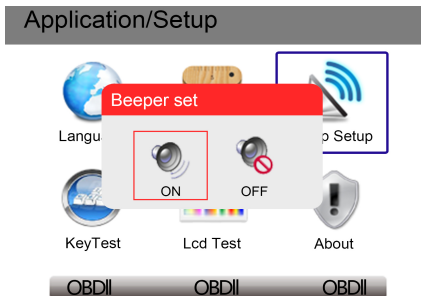 Application/Setup
Beeper set
Langu
p Setup
ON
OFF
KeyTest
Lcd Test
About
OBDII
OBDII
OBDII